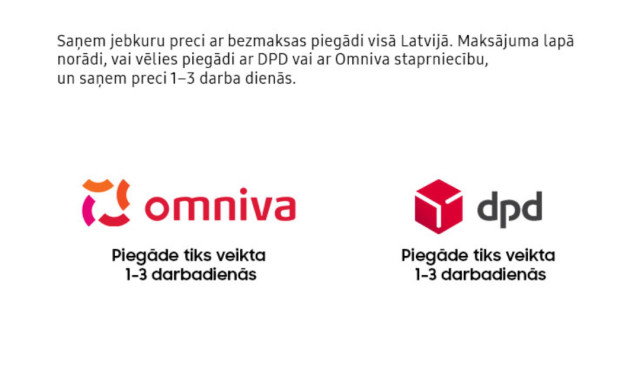 Saņem jebkuru preci ar bezmaksas piegādi visā Latvijā. Maksājuma lapā
norādi, vai vēlies piegādi ar DPD vai ar Omniva staprniecību,
un saņem preci 1–3 darba dienās.
omniva
dpd
Piegāde tiks veikta
1-3 darbadienās
Piegāde tiks veikta
1-3 darbadienās